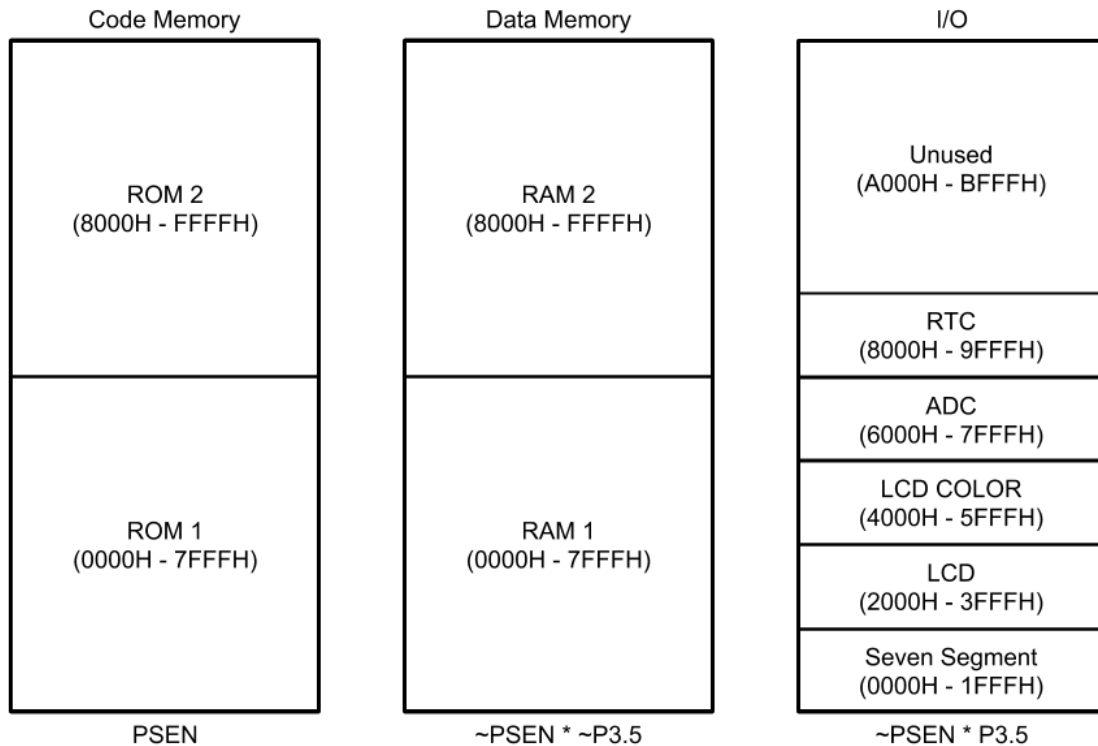 Code Memory
ROM 2
(8000H - FFFFH)
ROM 1
(0000H - 7FFFH)
PSEN
Data Memory
RAM 2
(8000H - FFFFH)
RAM 1
(0000H - 7FFFH)
~PSEN * ~P3.5
I/O
Unused
(A000H - BFFFH)
RTC
(8000H - 9FFFH)
ADC
(6000H - 7FFFH)
LCD COLOR
(4000H - 5FFFH)
LCD
(2000H - 3FFFH)
Seven Segment
(0000H - 1FFFH)
~PSEN * P3.5